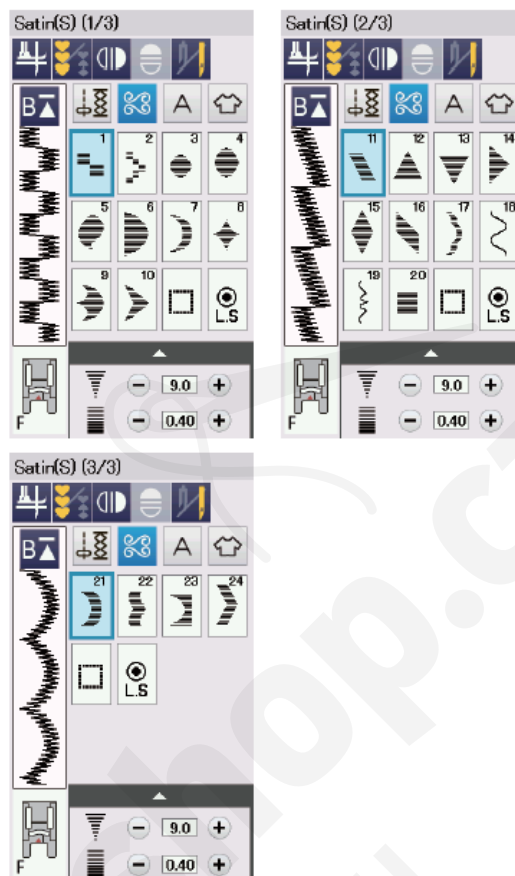 Satin(S) (1/3)
B A
1 2 3 4
5 6 7 8
9 10
L.S
9.0
F
0.40
Satin(S) (2/3)
B A
11 12 13 14
15 16 17 18
19 20
L.S
9.0
F
0.40
Satin(S) (3/3)
B A
21 22 23 24
L.S
9.0
F
0.40